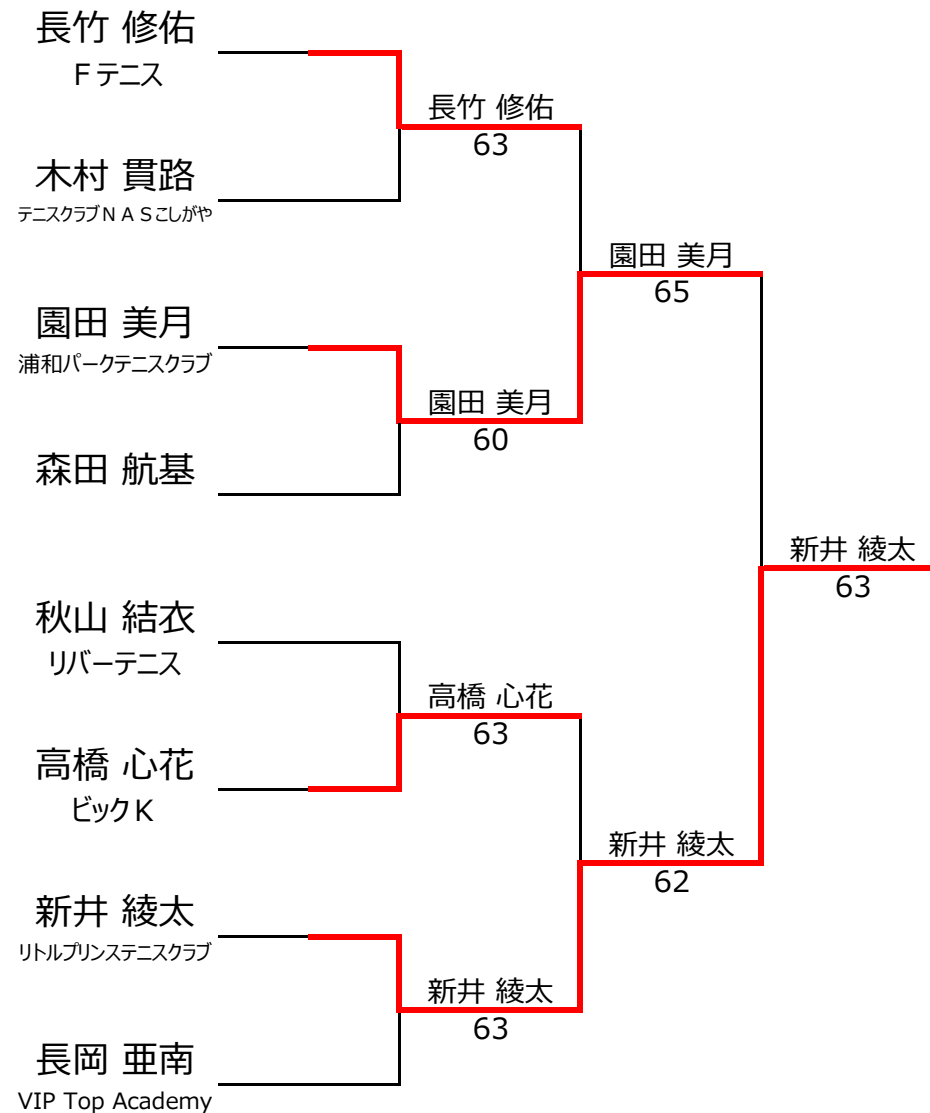 長竹 修佑
Fテニス
木村 貫路
テニスクラブNASこしがや
園田 美月
浦和パークテニスクラブ
森田 航基
秋山 結衣
リバーテニス
高橋 心花
ビックK
新井 綾太
リトルプリンステニスクラブ
長岡 亜南
VIP Top Academy
長竹 修佑
63
園田 美月
60
高橋 心花
63
新井 綾太
63
園田 美月
65
新井 綾太
62
新井 綾太
63